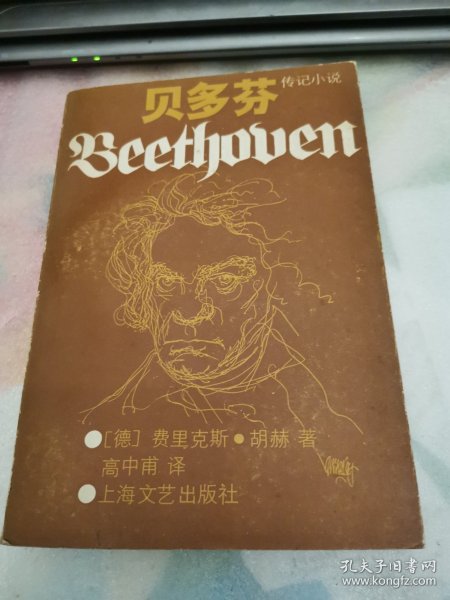 贝多芬 传记小说
Beethoven
●[德] 费里克斯·胡赫 著
高中甫 译
●上海文艺出版社
孔夫子旧书网
www.kongfz.com